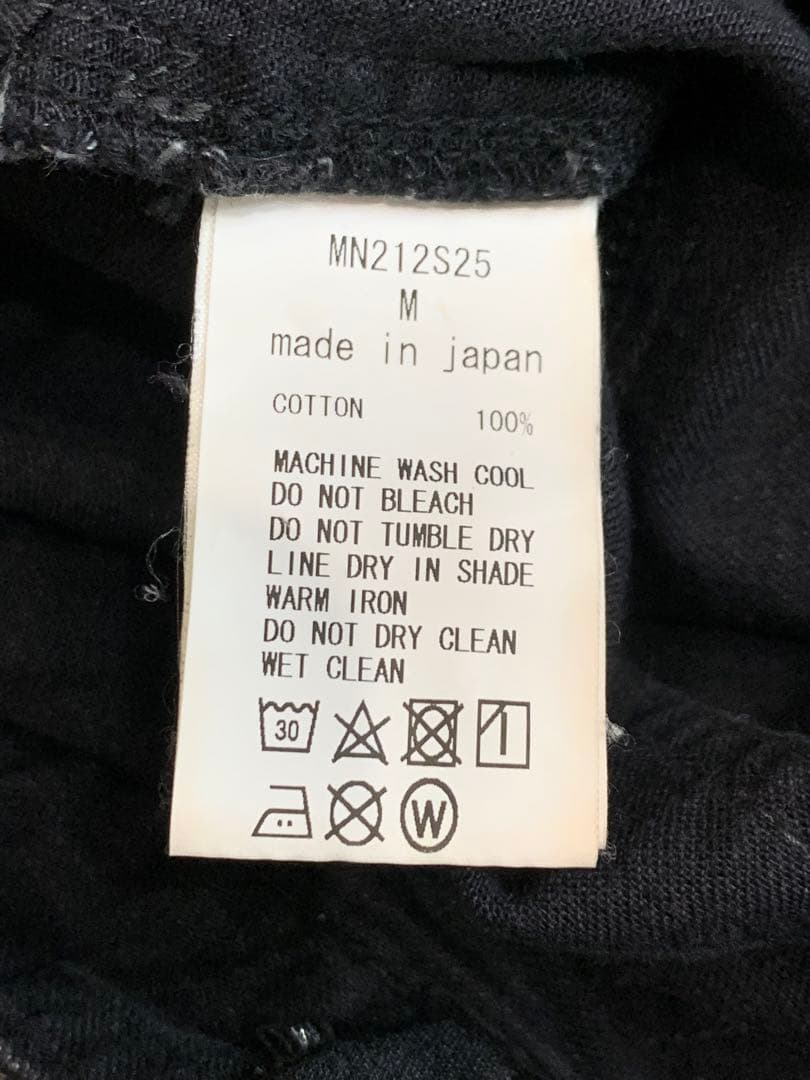 MN212S25
M
made in japan
COTTON 100%
MACHINE WASH COOL
DO NOT BLEACH
DO NOT TUMBLE DRY
LINE DRY IN SHADE
WARM IRON
DO NOT DRY CLEAN
WET CLEAN
30
W